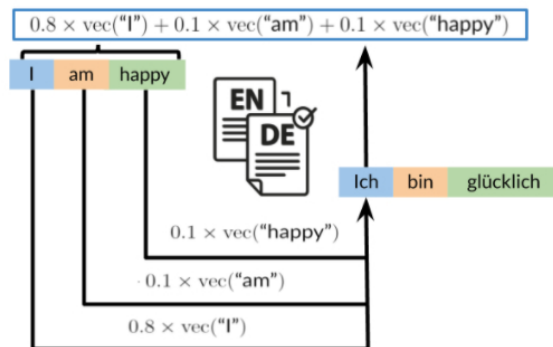 0.8 × vec(“I”) + 0.1 × vec(“am”) + 0.1 × vec(“happy”)
I am happy
EN
DE
Ich bin glücklich
0.1 × vec(“happy”)
0.1 × vec(“am”)
0.8 × vec(“I”)